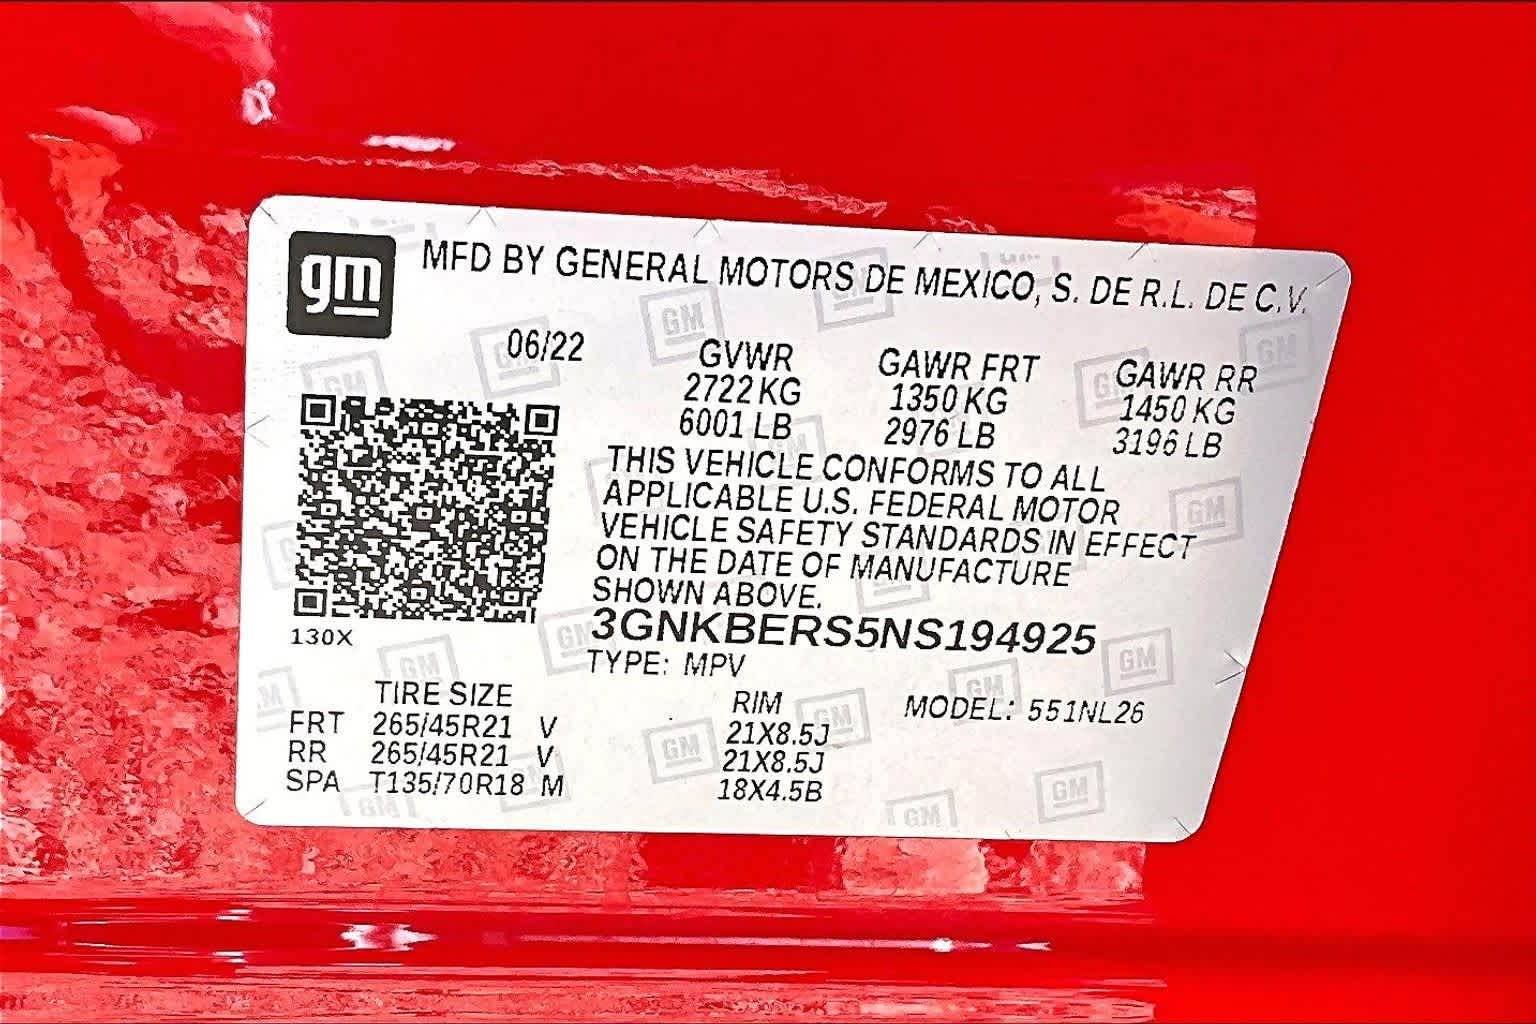 gm MFD BY GENERAL MOTORS DE MEXICO, S. DE R.L. DE C.V.
06/22 GVWR GAWR FRT GAWR RR
2722 KG 1350 KG 1450 KG
6001 LB 2976 LB 3196 LB
THIS VEHICLE CONFORMS TO ALL
APPLICABLE U.S. FEDERAL MOTOR
VEHICLE SAFETY STANDARDS IN EFFECT
ON THE DATE OF MANUFACTURE
SHOWN ABOVE.
130X 3GNKBERS5NS194925
TYPE: MPV
TIRE SIZE RIM MODEL: 551NL26
FRT 265/45R21 V 21X8.5J
RR 265/45R21 V 21X8.5J
SPA T135/70R18 M 18X4.5B